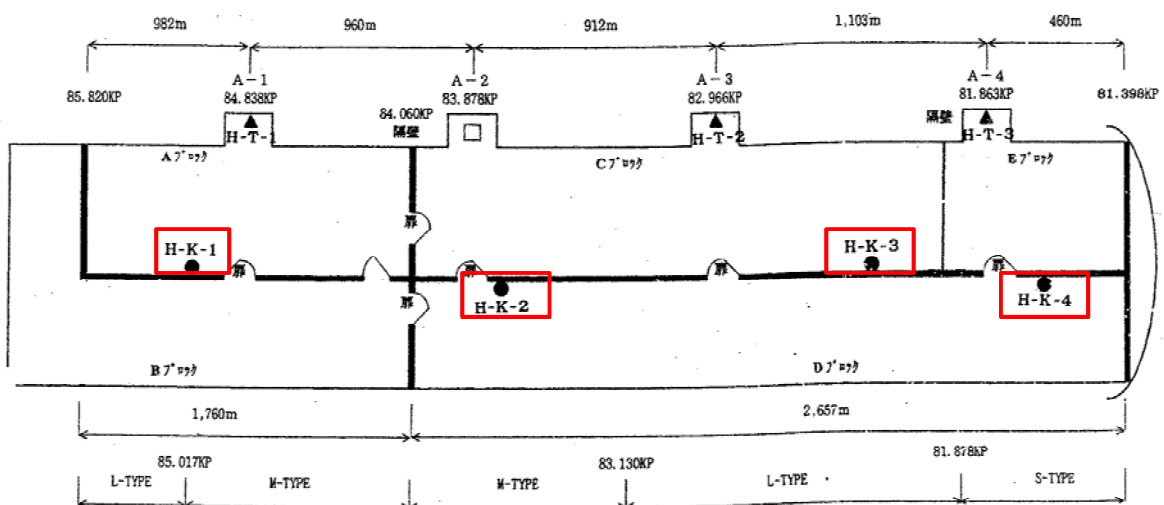 982m 960m 912m 1,103m 460m
A-1 A-2 A-3 A-4
85.820KP 84.838KP 83.878KP 82.966KP 81.863KP 81.398KP
84.060KP
隔壁 隔壁
H-T-1 H-T-2 H-T-3
Aブロック Cブロック Eブロック
扉
H-K-1 H-K-3
扉 扉 扉 扉
H-K-2 H-K-4
扉
Bブロック Dブロック
1,760m 2,657m
85.017KP 83.130KP 81.878KP
L-TYPE M-TYPE M-TYPE L-TYPE S-TYPE